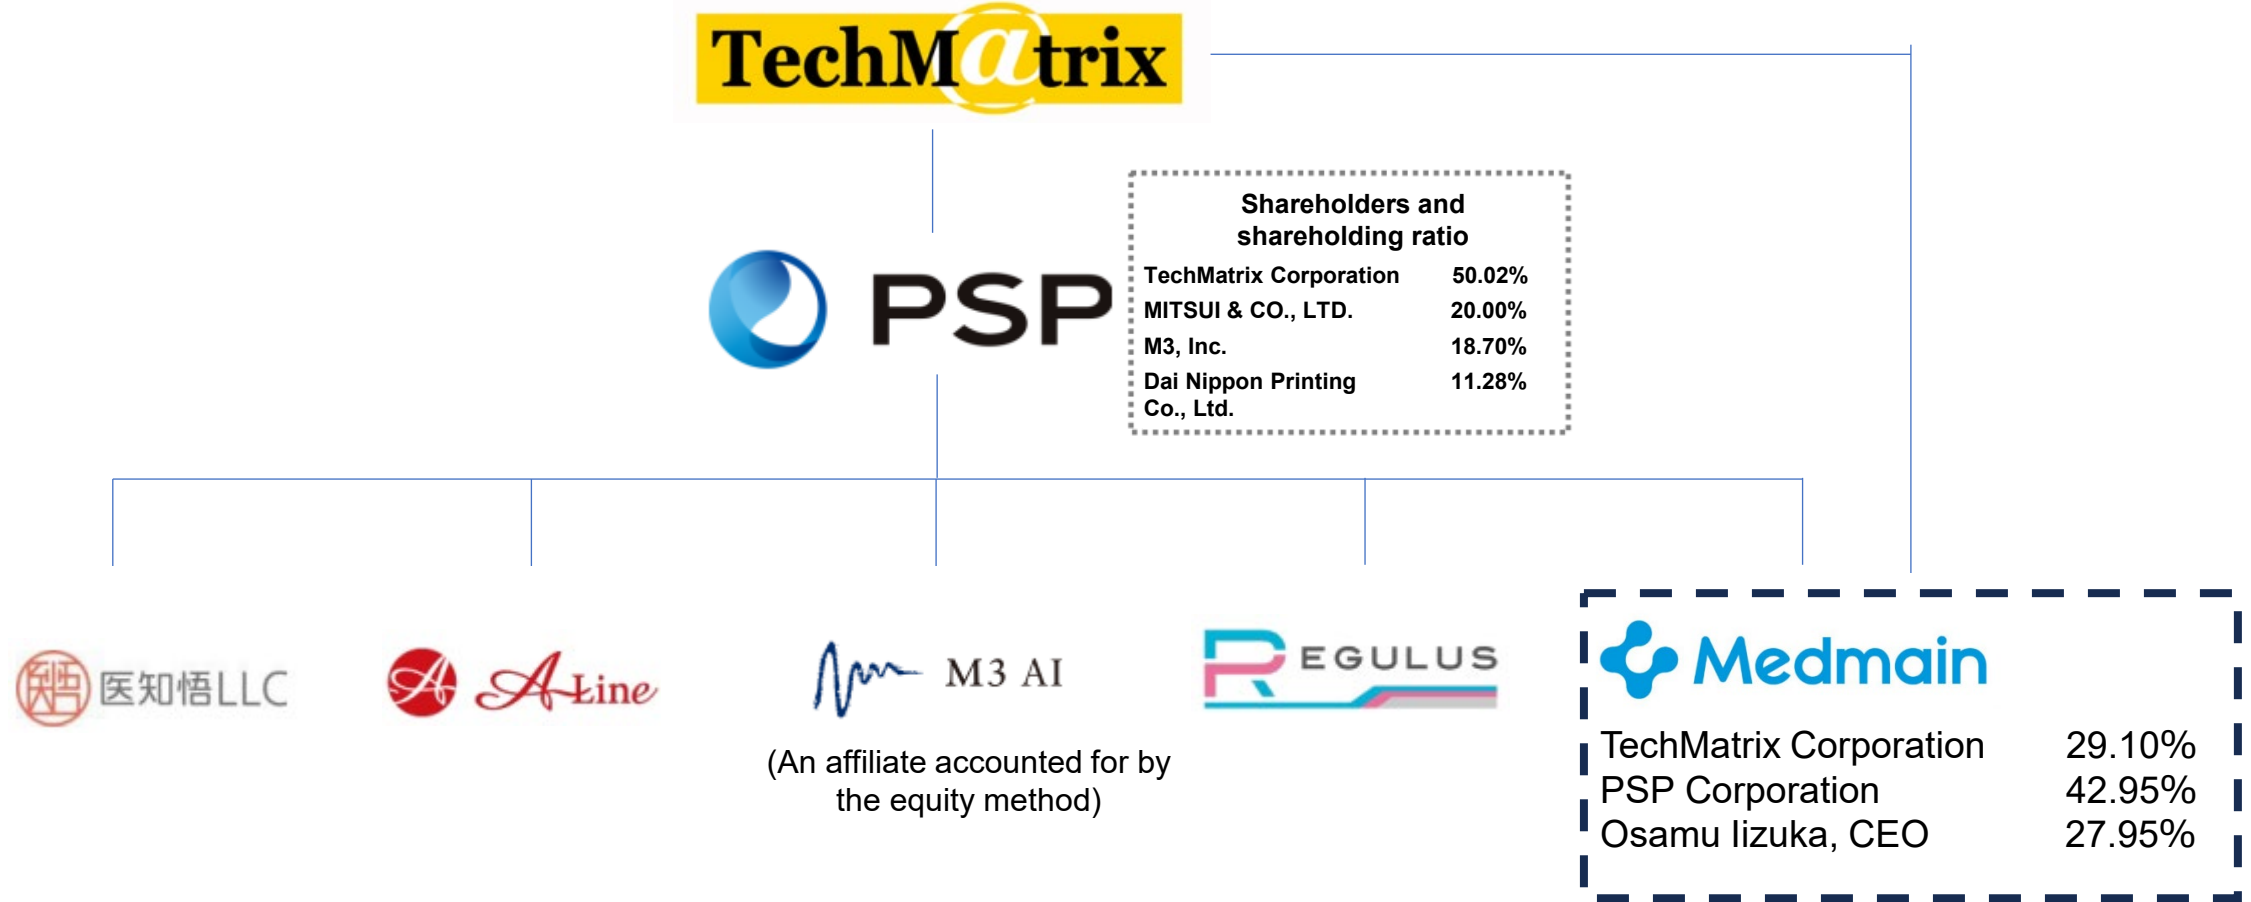 TechM@trix
PSP
Shareholders and
shareholding ratio
TechMatrix Corporation 50.02%
MITSUI & CO., LTD. 20.00%
M3, Inc. 18.70%
Dai Nippon Printing 11.28%
Co., Ltd.
医知悟LLC
A A-Line
M3 AI
(An affiliate accounted for by
the equity method)
REGULUS
Medmain
TechMatrix Corporation 29.10%
PSP Corporation 42.95%
Osamu Iizuka, CEO 27.95%